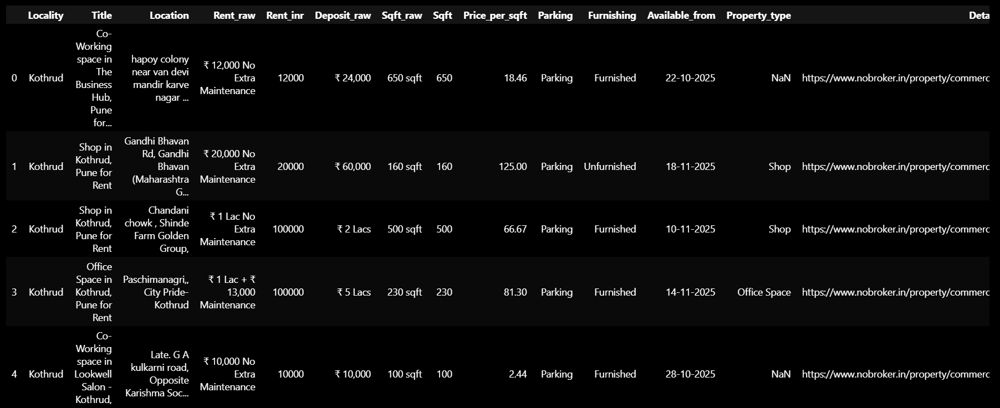 Locality Title Location Rent_raw Rent_inr Deposit_raw Sqft_raw Sqft Price_per_sqft Parking Furnishing Available_from Property_type Deta
0 Kothrud Co-Working space in The Business Hub, Pune for... hapoy colony near van devi mandir karve nagar ... ₹ 12,000 No Extra Maintenance 12000 ₹ 24,000 650 sqft 650 18.46 Parking Furnished 22-10-2025 NaN https://www.nobroker.in/property/commerc
1 Kothrud Shop in Kothrud, Pune for Rent Gandhi Bhavan Rd, Gandhi Bhavan (Maharashtra G... ₹ 20,000 No Extra Maintenance 20000 ₹ 60,000 160 sqft 160 125.00 Parking Unfurnished 18-11-2025 Shop https://www.nobroker.in/property/commerc
2 Kothrud Shop in Kothrud, Pune for Rent Chandani chowk , Shinde Farm Golden Group, ₹ 1 Lac No Extra Maintenance 100000 ₹ 2 Lacs 500 sqft 500 66.67 Parking Furnished 10-11-2025 Shop https://www.nobroker.in/property/commerc
3 Kothrud Office Space in Kothrud, Pune for Rent Paschimanagri,, City Pride-Kothrud ₹ 1 Lac + ₹ 13,000 Maintenance 100000 ₹ 5 Lacs 230 sqft 230 81.30 Parking Furnished 14-11-2025 Office Space https://www.nobroker.in/property/commerc
4 Kothrud Co-Working space in Lookwell Salon - Kothrud, Late. G A kulkarni road, Opposite Karishma Soc... ₹ 10,000 No Extra Maintenance 10000 ₹ 10,000 100 sqft 100 2.44 Parking Furnished 28-10-2025 NaN https://www.nobroker.in/property/commerc